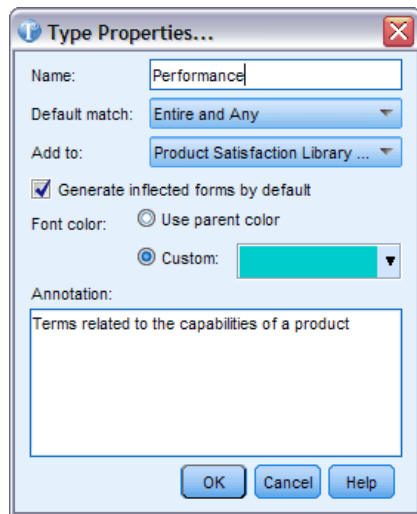 Type Properties...
Name: Performance
Default match: Entire and Any
Add to: Product Satisfaction Library ...
Generate inflected forms by default
Font color: Use parent color
Custom:
Annotation:
Terms related to the capabilities of a product
OK Cancel Help